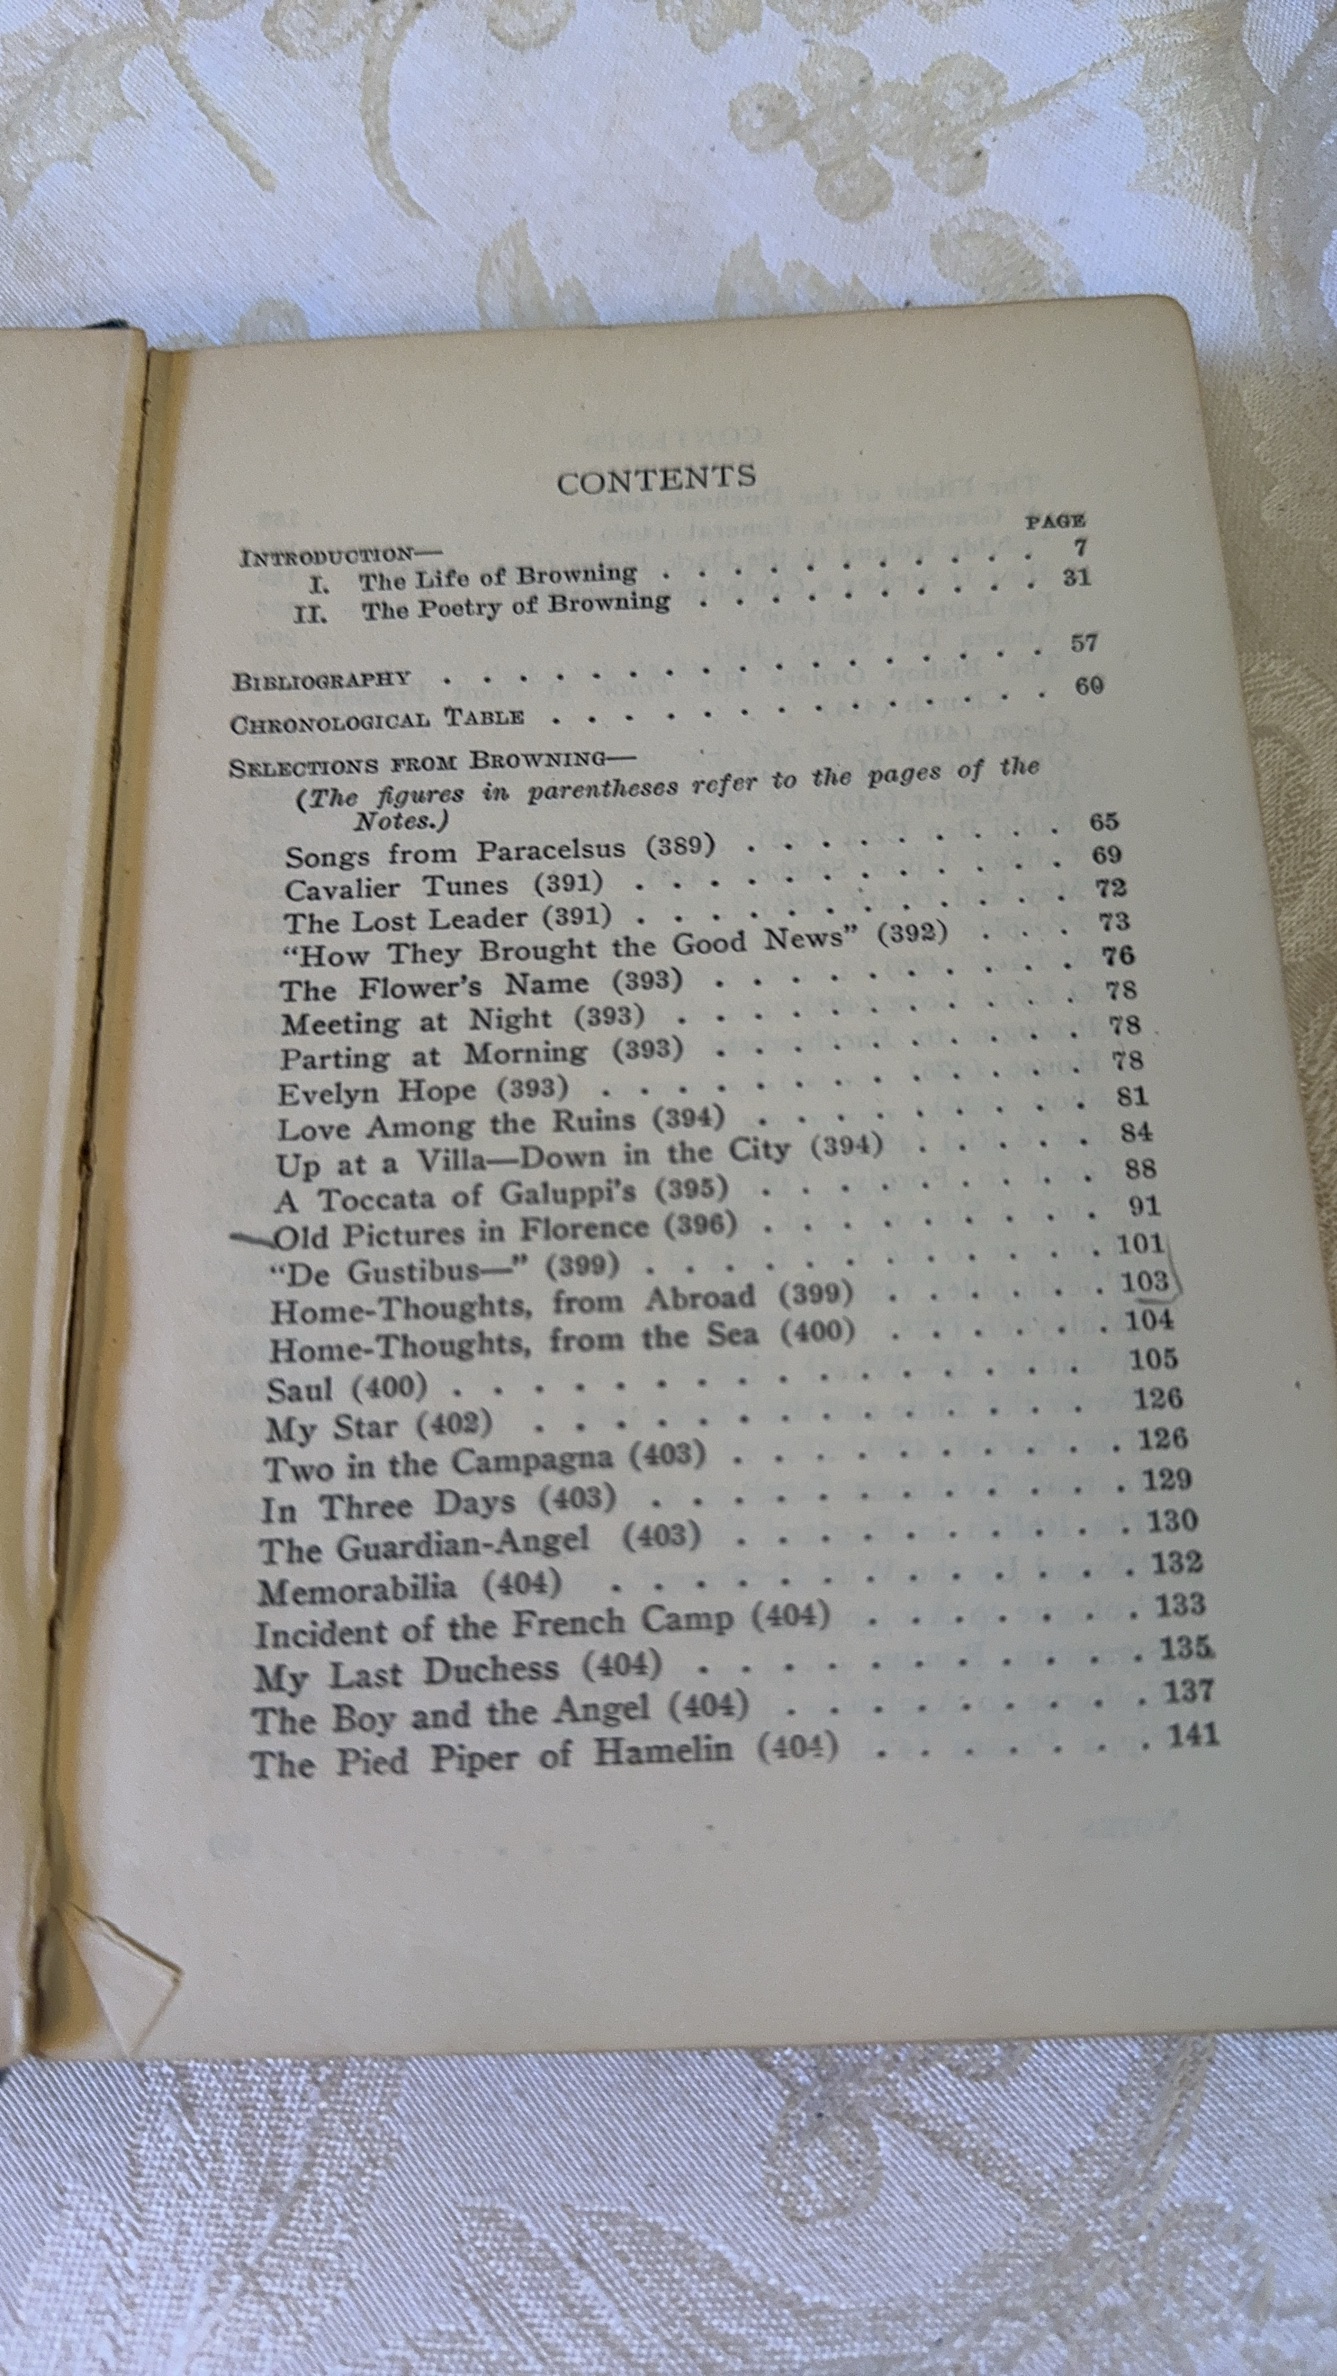 CONTENTS
PAGE
INTRODUCTION—
I. The Life of Browning . . . . . . . . . . . 7
II. The Poetry of Browning . . . . . . . . . . 31
BIBLIOGRAPHY . . . . . . . . . . . . . . . . 57
CHRONOLOGICAL TABLE . . . . . . . . . . . . . 60
SELECTIONS FROM BROWNING—
(The figures in parentheses refer to the pages of the
Notes.)
Songs from Paracelsus (389) . . . . . . . . . 65
Cavalier Tunes (391) . . . . . . . . . . . . 69
The Lost Leader (391) . . . . . . . . . . . . 72
"How They Brought the Good News" (392) . . . 73
The Flower's Name (393) . . . . . . . . . . 76
Meeting at Night (393) . . . . . . . . . . . 78
Parting at Morning (393) . . . . . . . . . . 78
Evelyn Hope (393) . . . . . . . . . . . . . 78
Love Among the Ruins (394) . . . . . . . . . 81
Up at a Villa—Down in the City (394) . . . . . 84
A Toccata of Galuppi's (395) . . . . . . . . . 88
Old Pictures in Florence (396) . . . . . . . . . 91
"De Gustibus—" (399) . . . . . . . . . . . . 101
Home-Thoughts, from Abroad (399) . . . . . . 103
Home-Thoughts, from the Sea (400) . . . . . . 104
Saul (400) . . . . . . . . . . . . . . . . 105
My Star (402) . . . . . . . . . . . . . . 126
Two in the Campagna (403) . . . . . . . . . . 126
In Three Days (403) . . . . . . . . . . . . 129
The Guardian-Angel (403) . . . . . . . . . . 130
Memorabilia (404) . . . . . . . . . . . . . 132
Incident of the French Camp (404) . . . . . . . 133
My Last Duchess (404) . . . . . . . . . . . 135
The Boy and the Angel (404) . . . . . . . . . 137
The Pied Piper of Hamelin (404) . . . . . . . 141